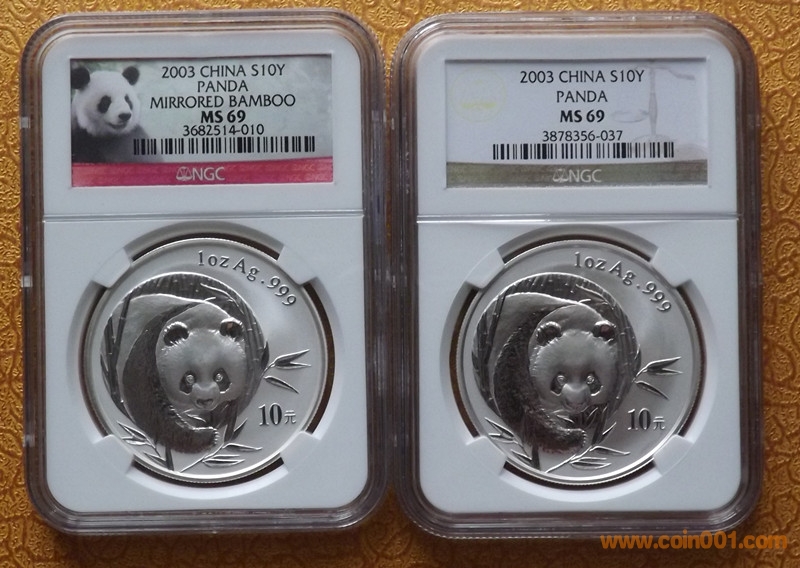 2003 CHINA S10Y
PANDA
MIRRORED BAMBOO
MS 69
3682514-010
NGC
1oz Ag .999
10元
2003 CHINA S10Y
PANDA
MS 69
3878356-037
NGC
1oz Ag .999
10元
www.coin001.com